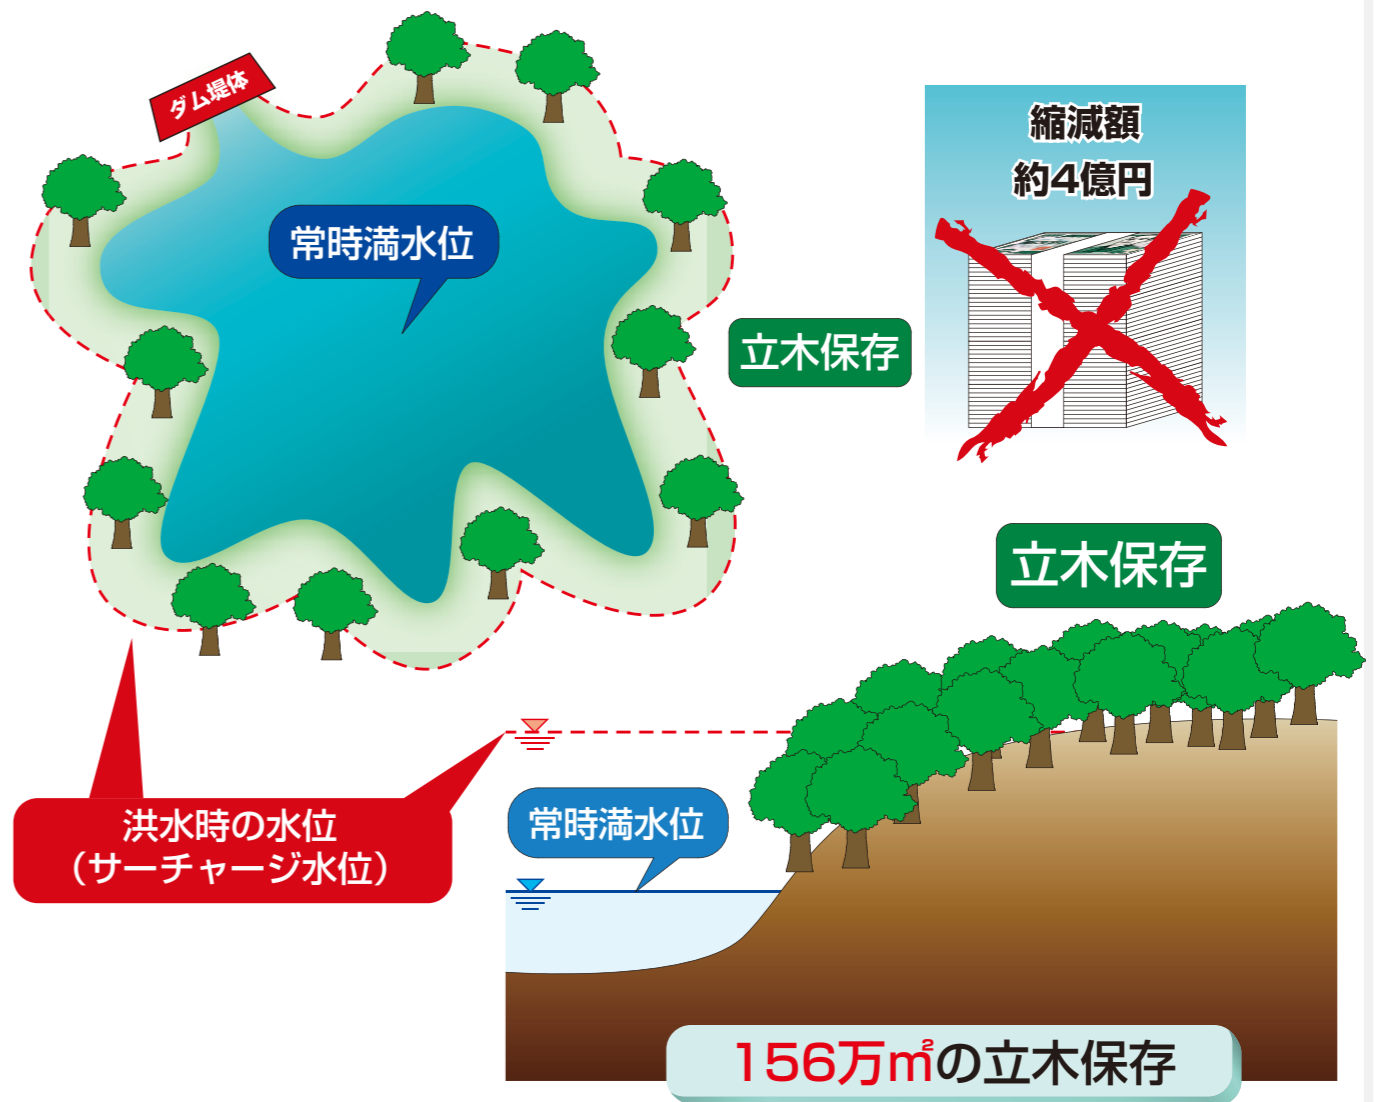 ダム堤体
常時満水位
縮減額
約4億円
立木保存
立木保存
洪水時の水位
（サーチャージ水位）
常時満水位
156万㎡の立木保存